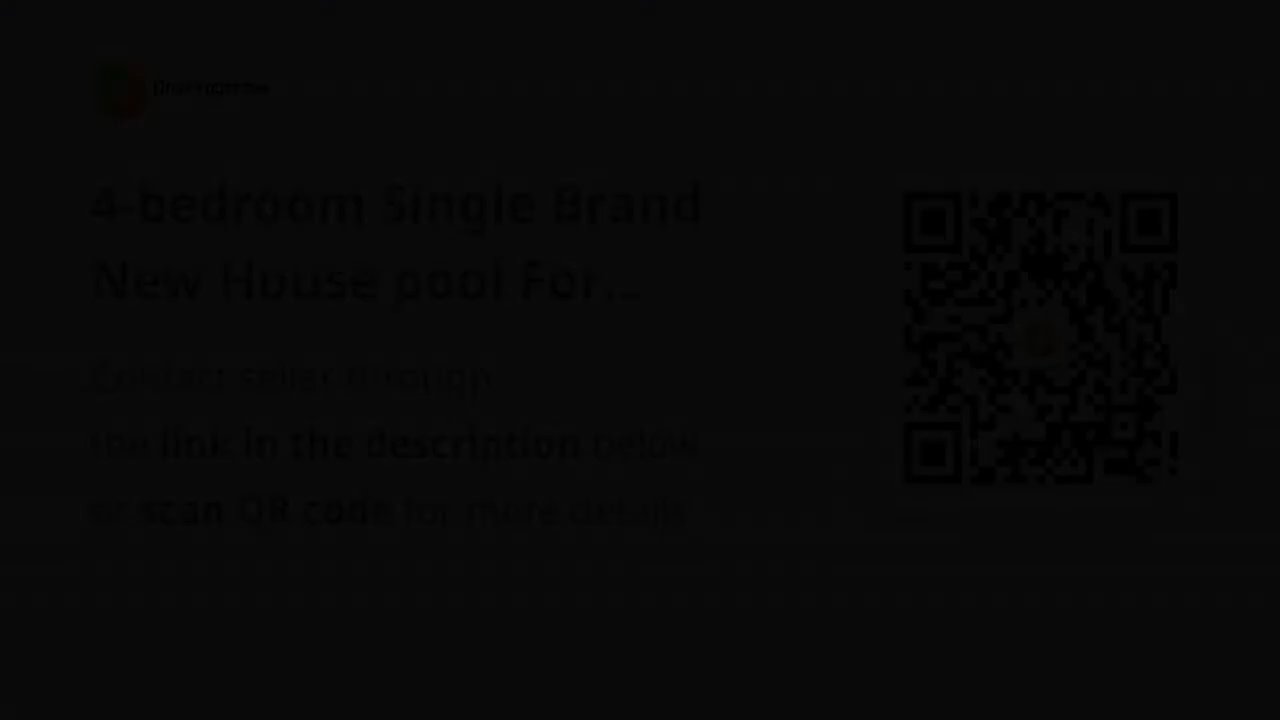 4-bedroom Single Brand
New House pool For...
Contact seller through
the link in the description below
or scan QR code for more details